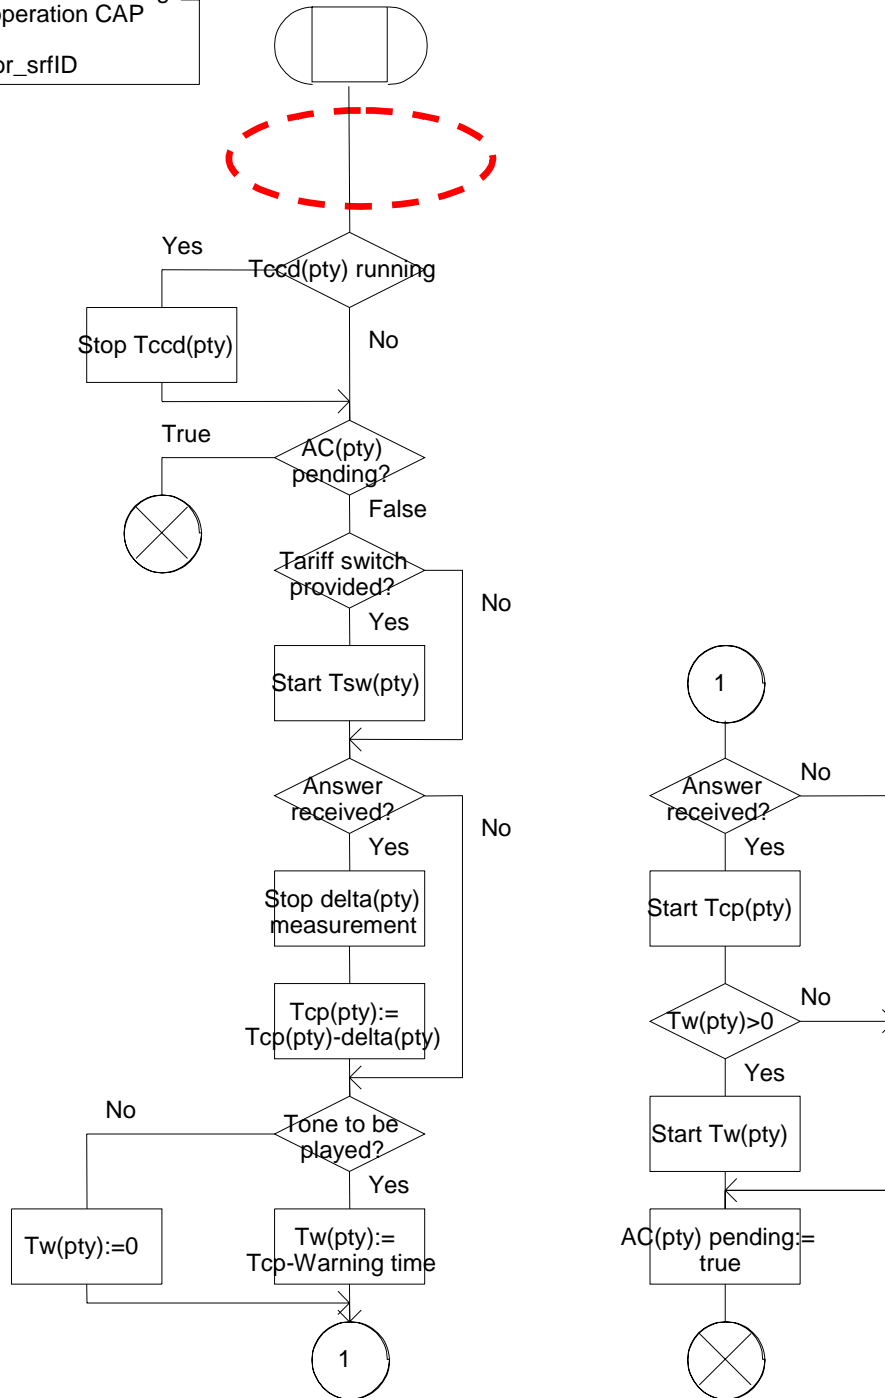 operation CAP
or_srfID
Yes
Tccd(pty) running
Stop Tccd(pty)
No
True
AC(pty)
pending?
False
Tariff switch
provided?
No
Yes
Start Tsw(pty)
Answer
received?
No
Yes
Stop delta(pty)
measurement
Tcp(pty):=
Tcp(pty)-delta(pty)
No
Tone to be
played?
Yes
Tw(pty):=0
Tw(pty):=
Tcp-Warning time
1
1
Answer
received?
No
Yes
Start Tcp(pty)
Tw(pty)>0
No
Yes
Start Tw(pty)
AC(pty) pending:=
true